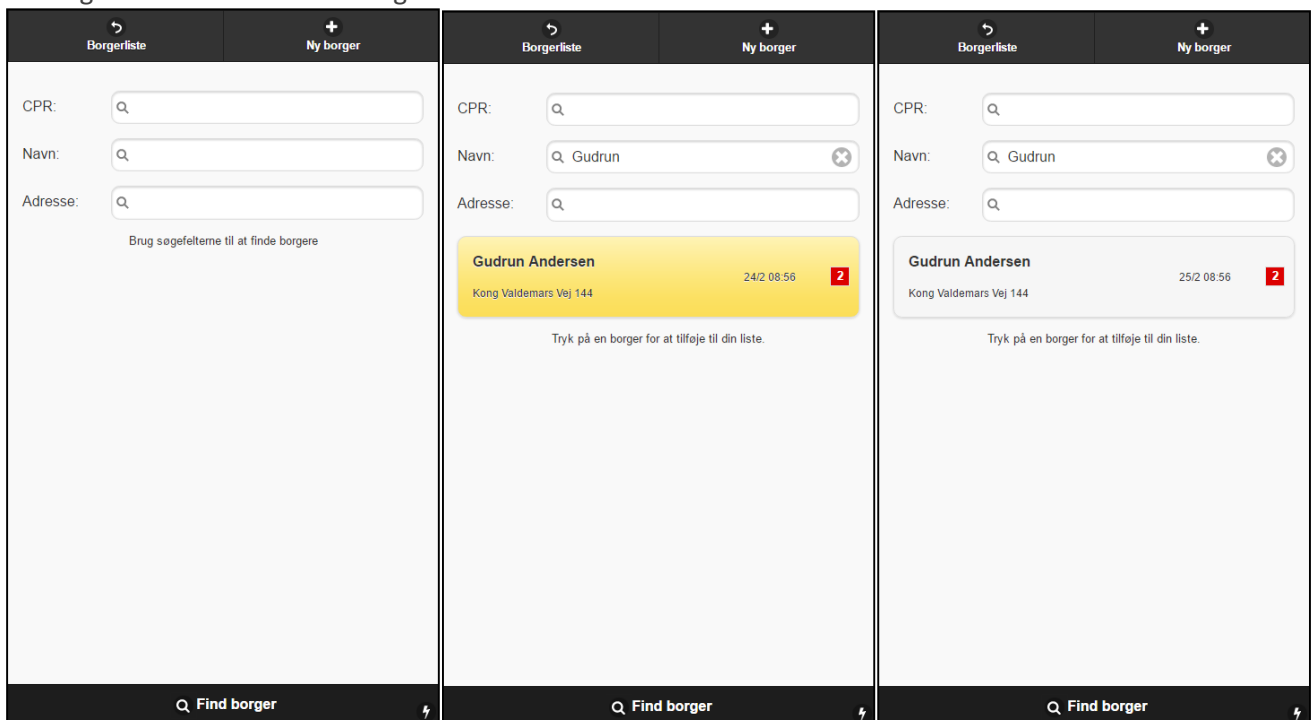 Borgerliste
Ny borger
CPR:
Navn:
Adresse:
Brug søgefelterne til at finde borgere
Find borger
Borgerliste
Ny borger
CPR:
Navn:
Gudrun
Adresse:
Gudrun Andersen
24/2 08:56
2
Kong Valdemars Vej 144
Tryk på en borger for at tilføje til din liste.
Find borger
Borgerliste
Ny borger
CPR:
Navn:
Gudrun
Adresse:
Gudrun Andersen
25/2 08:56
2
Kong Valdemars Vej 144
Tryk på en borger for at tilføje til din liste.
Find borger